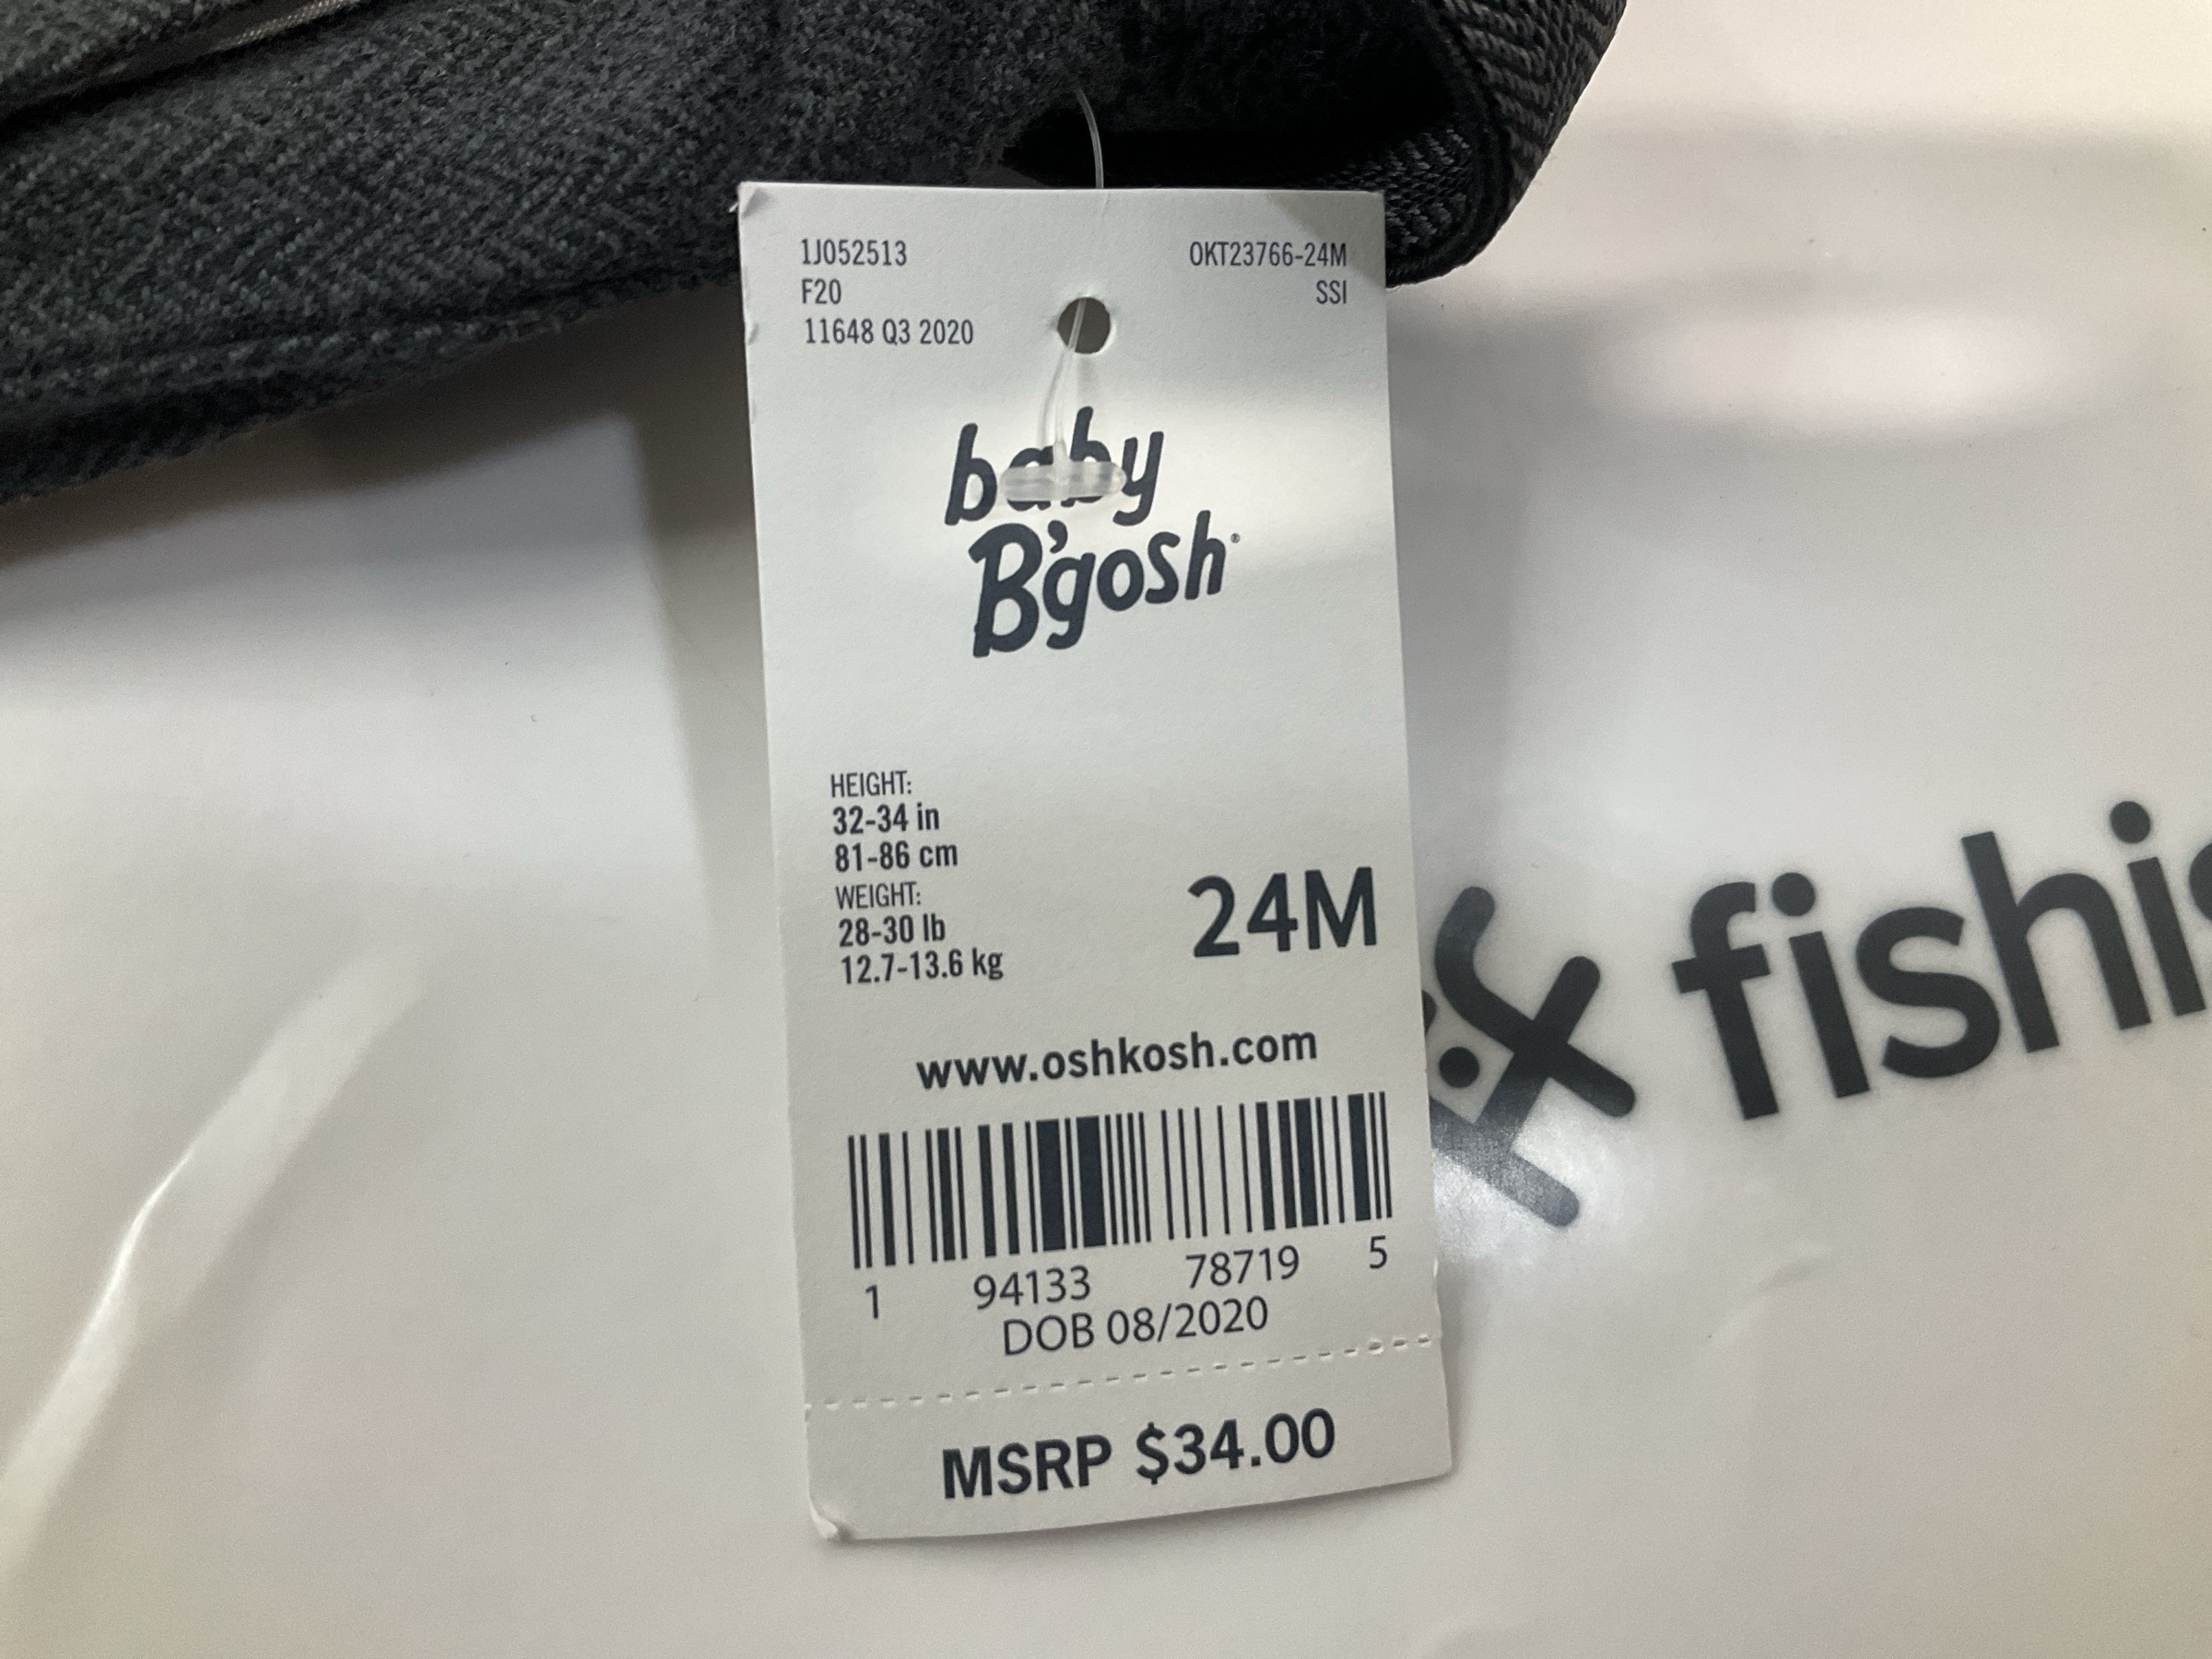 1J052513
F20
11648 Q3 2020
OKT23766-24M
SSI
baby
B'gosh®
HEIGHT:
32-34 in
81-86 cm
WEIGHT:
28-30 lb
12.7-13.6 kg
24M
www.oshkosh.com
1 94133 78719 5
DOB 08/2020
MSRP $34.00
fishi